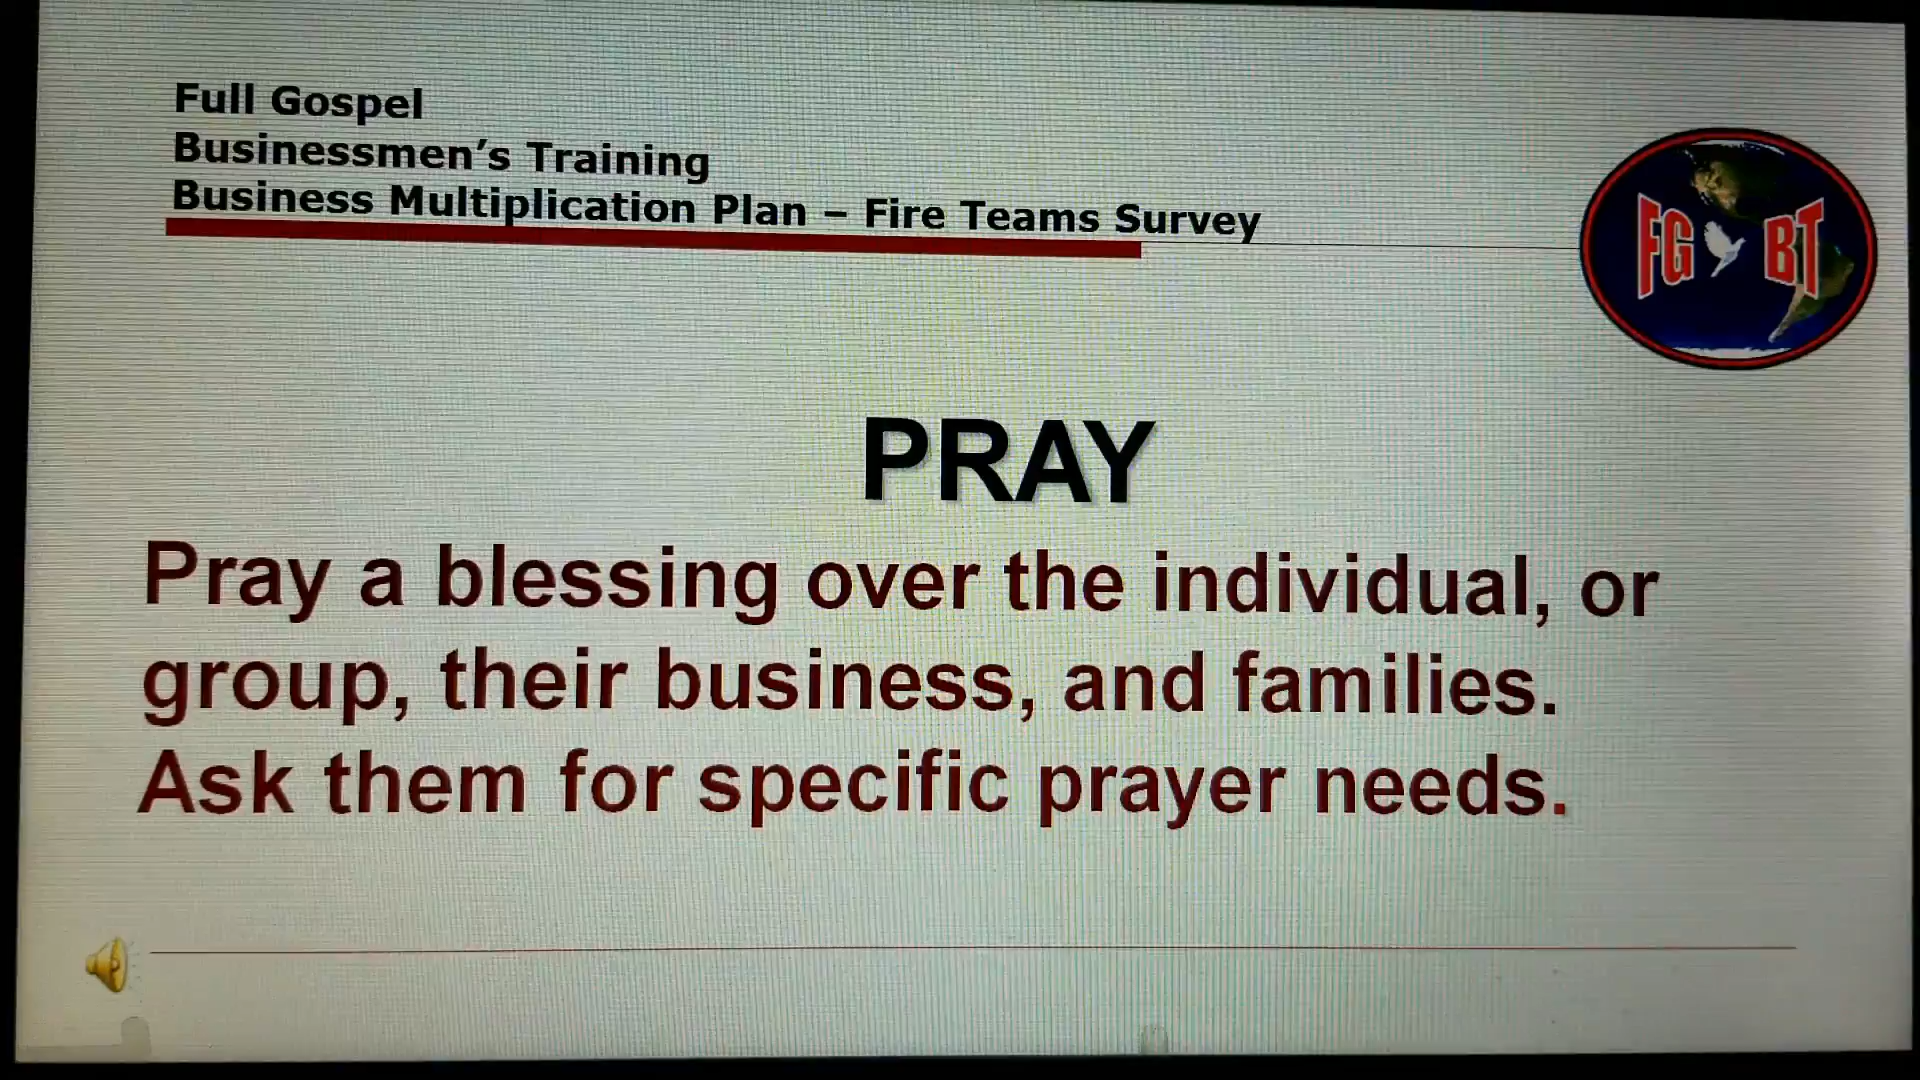 Full Gospel
Businessmen's Training
Business Multiplication Plan – Fire Teams Survey
FG BT
PRAY
Pray a blessing over the individual, or
group, their business, and families.
Ask them for specific prayer needs.